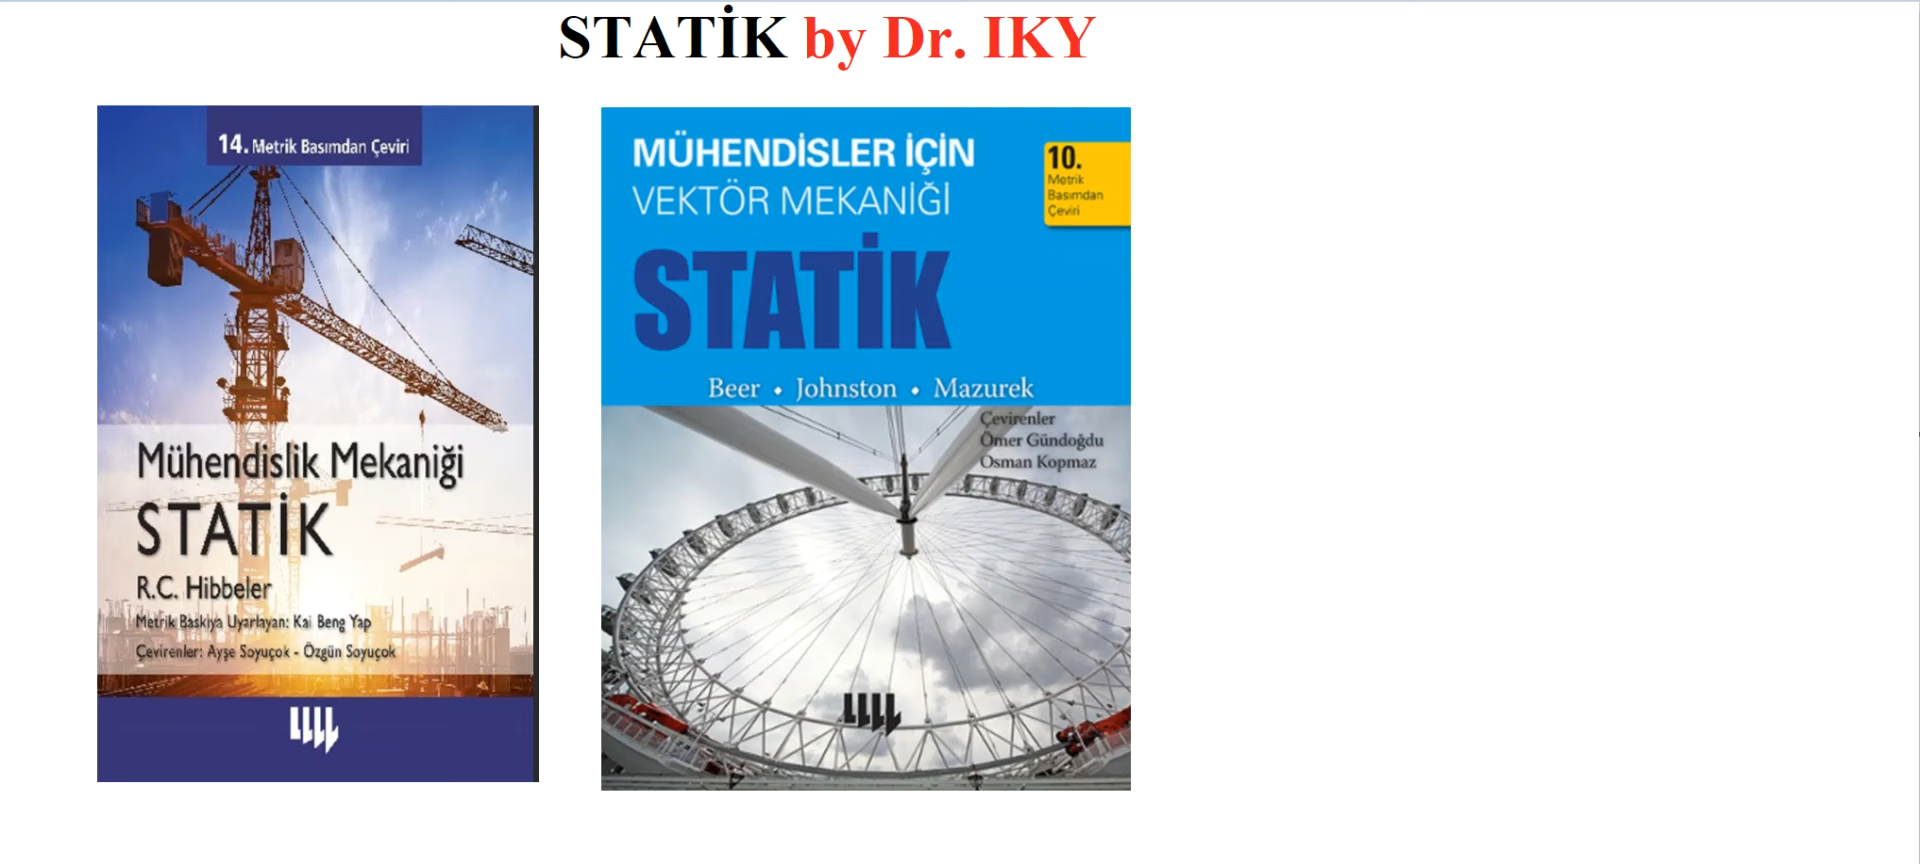 STATİK by Dr. IKY
14. Metrik Basımdan Çeviri
Mühendislik Mekaniği
STATİK
R.C. Hibbeler
Metrik Baskıya Uyarlayan: Kai Beng Yap
Çevirenler: Ayşe Soyuçok - Özgün Soyuçok
MÜHENDİSLER İÇİN
VEKTÖR MEKANİĞİ
10.
Metrik
Basımdan
Çeviri
STATİK
Beer • Johnston • Mazurek
Çevirenler
Ömer Gündoğdu
Osman Kopmaz